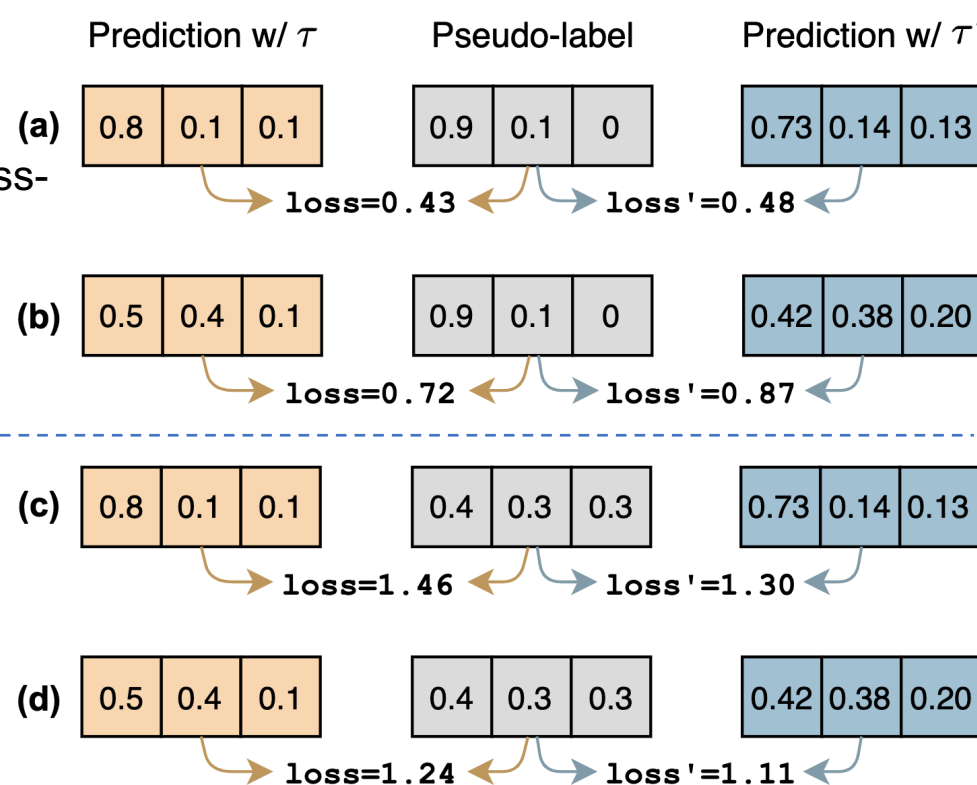 Prediction w/ τ Pseudo-label Prediction w/ τ'
(a) 0.8 0.1 0.1 0.9 0.1 0 0.73 0.14 0.13
ss-
loss=0.43 loss'=0.48
(b) 0.5 0.4 0.1 0.9 0.1 0 0.42 0.38 0.20
loss=0.72 loss'=0.87
(c) 0.8 0.1 0.1 0.4 0.3 0.3 0.73 0.14 0.13
loss=1.46 loss'=1.30
(d) 0.5 0.4 0.1 0.4 0.3 0.3 0.42 0.38 0.20
loss=1.24 loss'=1.11